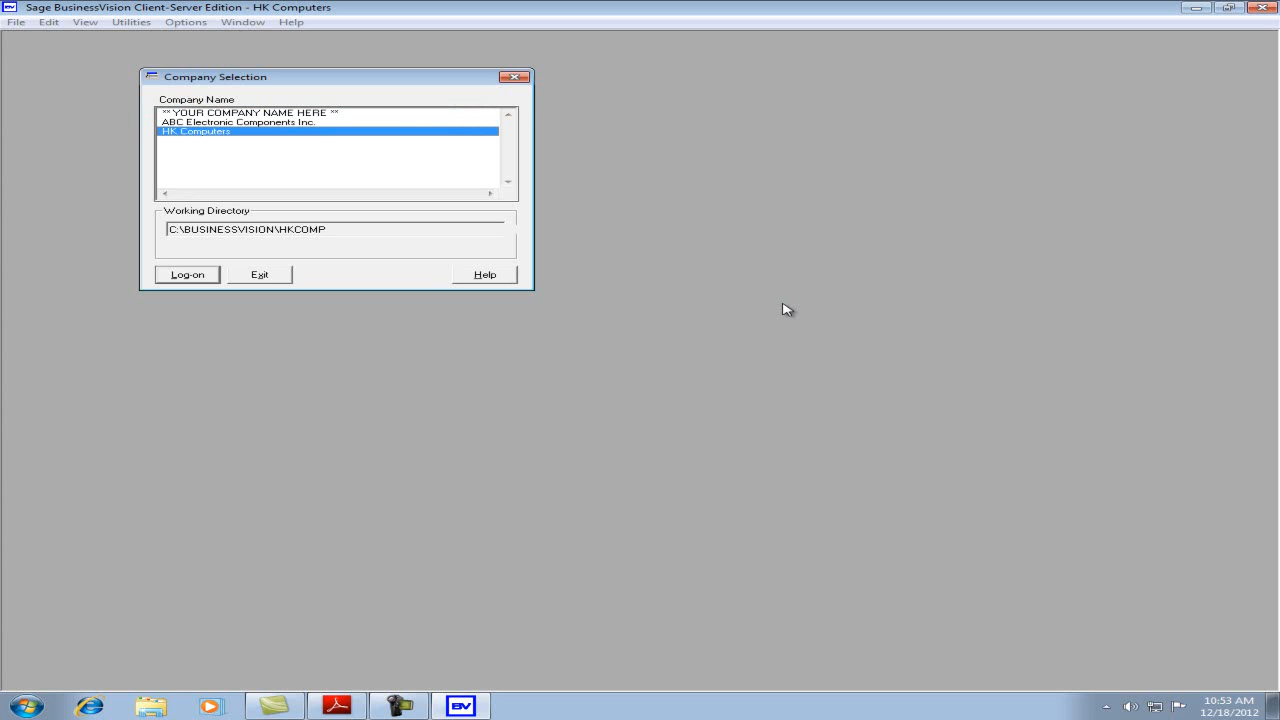 BV Sage BusinessVision Client-Server Edition - HK Computers
File Edit View Utilities Options Window Help
Company Selection
Company Name
** YOUR COMPANY NAME HERE **
ABC Electronic Components Inc.
HK Computers
Working Directory
C:\BUSINESSVISION\HKCOMP
Log-on Exit Help
BV
10:53 AM
12/18/2012